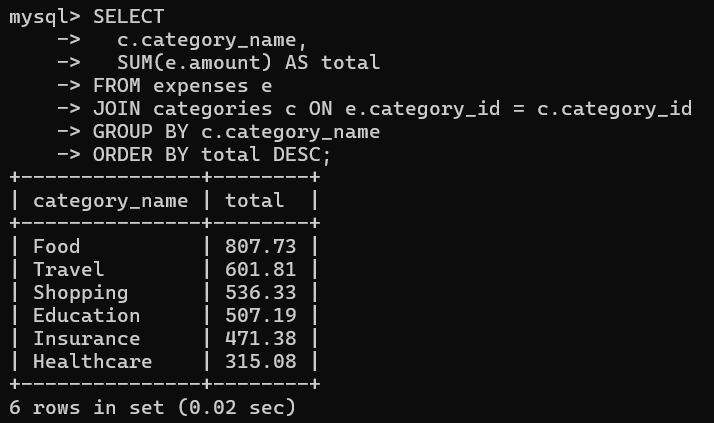 mysql> SELECT
    ->   c.category_name,
    ->   SUM(e.amount) AS total
    -> FROM expenses e
    -> JOIN categories c ON e.category_id = c.category_id
    -> GROUP BY c.category_name
    -> ORDER BY total DESC;
+---------------+--------+
| category_name | total  |
+---------------+--------+
| Food          | 807.73 |
| Travel        | 601.81 |
| Shopping      | 536.33 |
| Education     | 507.19 |
| Insurance     | 471.38 |
| Healthcare    | 315.08 |
+---------------+--------+
6 rows in set (0.02 sec)